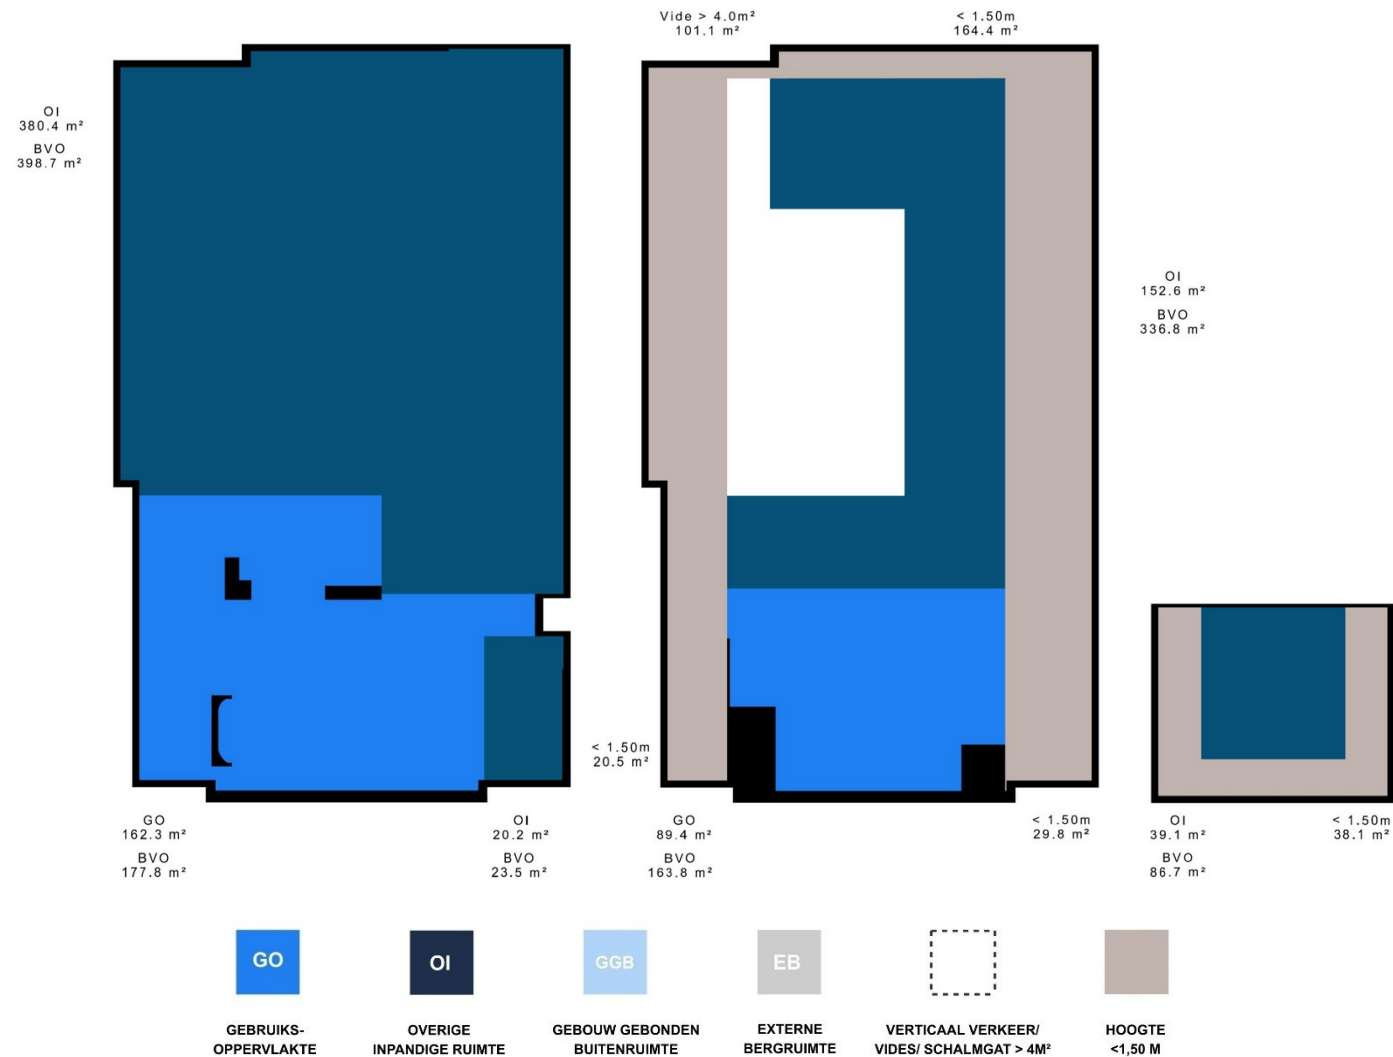 Vide > 4.0m²
101.1 m²
< 1.50m
164.4 m²
OI
380.4 m²
BVO
398.7 m²
OI
152.6 m²
BVO
336.8 m²
< 1.50m
20.5 m²
GO
162.3 m²
BVO
177.8 m²
OI
20.2 m²
BVO
23.5 m²
GO
89.4 m²
BVO
163.8 m²
< 1.50m
29.8 m²
OI
39.1 m²
BVO
86.7 m²
< 1.50m
38.1 m²
GO
OI
GGB
EB
GEBRUIKS-
OPPERVLAKTE
OVERIGE
INPANDIGE RUIMTE
GEBOUW GEBONDEN
BUITENRUIMTE
EXTERNE
BERGRUIMTE
VERTICAAL VERKEER/
VIDES/ SCHALMGAT > 4M²
HOOGTE
<1,50 M